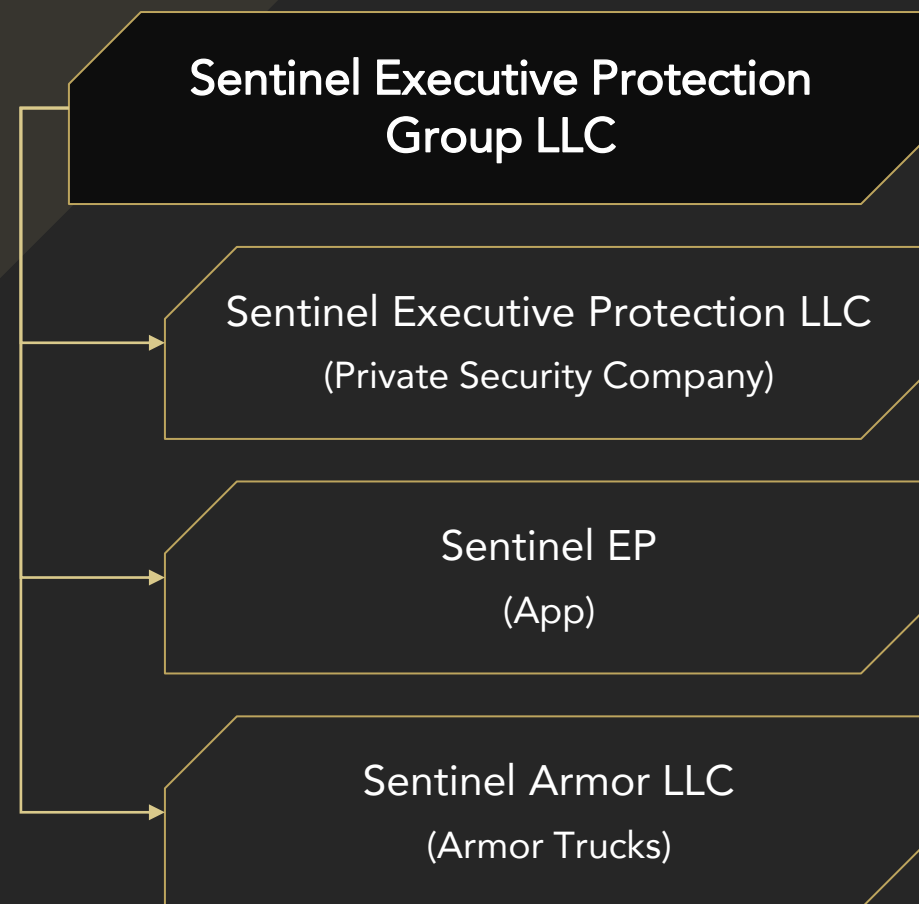 Sentinel Executive Protection
Group LLC
Sentinel Executive Protection LLC
(Private Security Company)
Sentinel EP
(App)
Sentinel Armor LLC
(Armor Trucks)